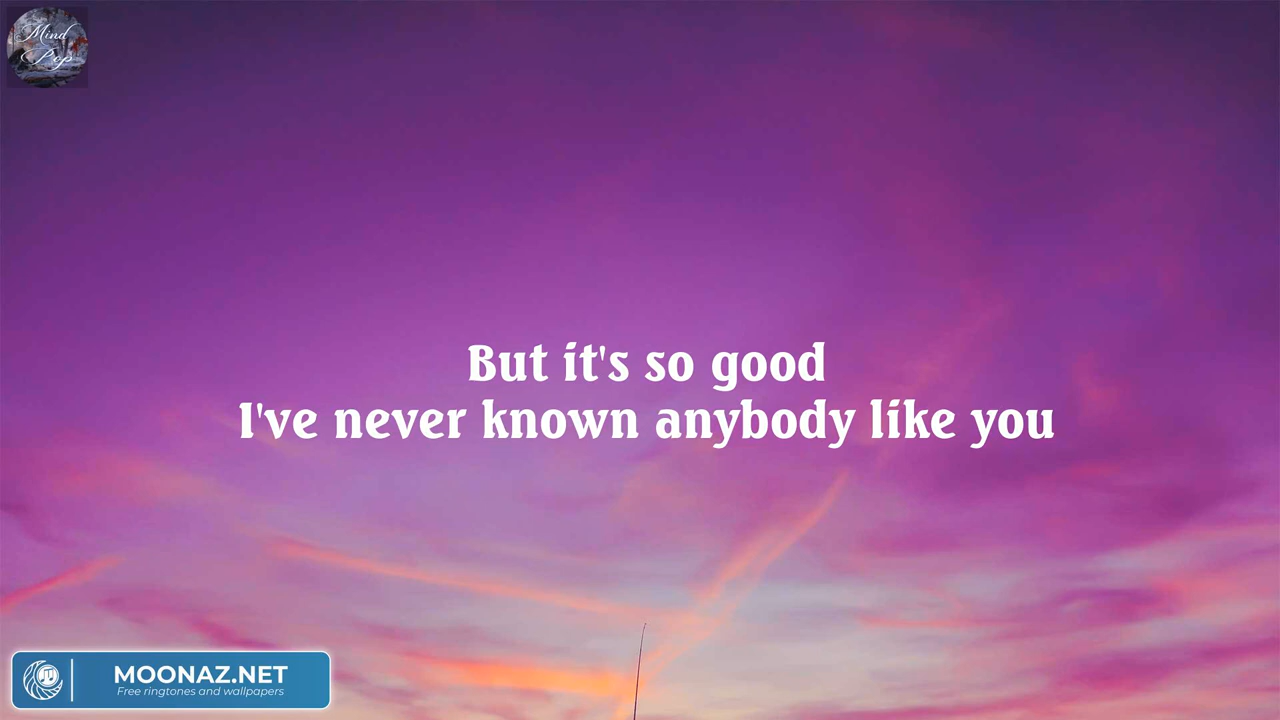 Mind
Pop
But it's so good
I've never known anybody like you
MOONAZ.NET
Free ringtones and wallpapers